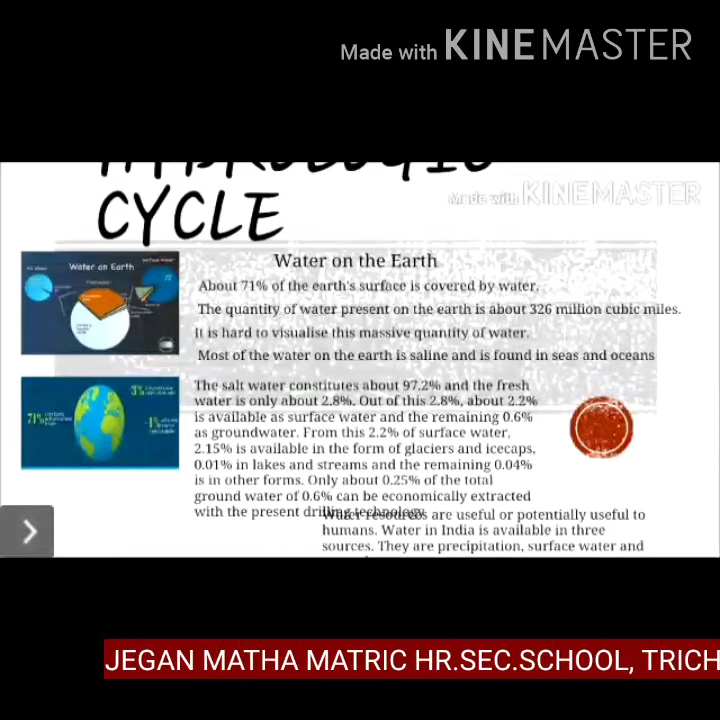 Made with KINEMASTER
CYCLE
Made with KINEMASTER
Water on Earth
Water on the Earth
About 71% of the earth's surface is covered by water.
The quantity of water present on the earth is about 326 million cubic miles.
It is hard to visualise this massive quantity of water.
Most of the water on the earth is saline and is found in seas and oceans
71%
3%
The salt water constitutes about 97.2% and the fresh
water is only about 2.8%. Out of this 2.8%, about 2.2%
is available as surface water and the remaining 0.6%
as groundwater. From this 2.2% of surface water,
2.15% is available in the form of glaciers and icecaps,
0.01% in lakes and streams and the remaining 0.04%
is in other forms. Only about 0.25% of the total
ground water of 0.6% can be economically extracted
with the present drilling technology
Water resources are useful or potentially useful to
humans. Water in India is available in three
sources. They are precipitation, surface water and
JEGAN MATHA MATRIC HR.SEC.SCHOOL, TRICH